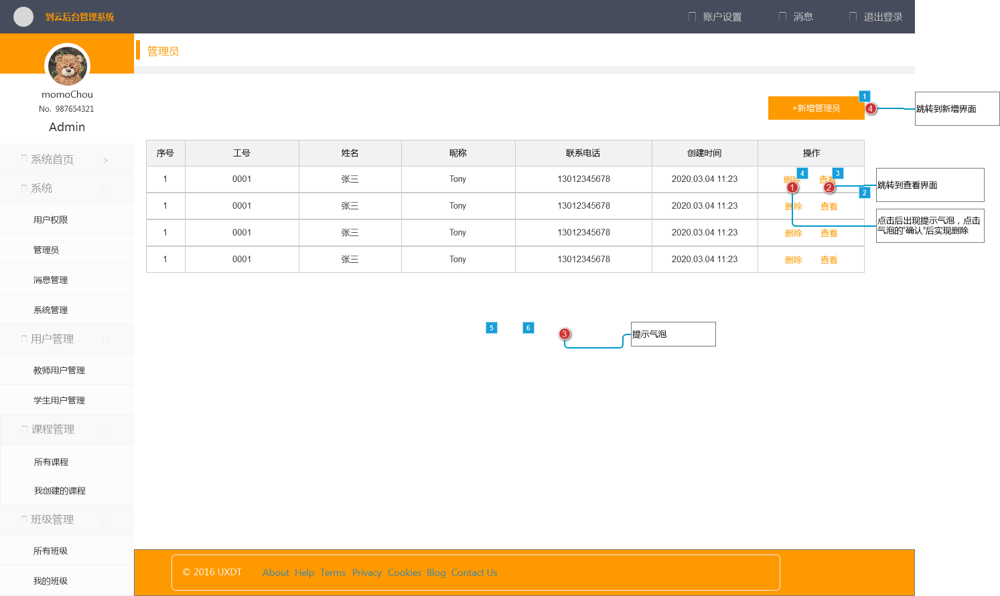 到云后台管理系统
账户设置
消息
退出登录
管理员
momoChou
No. 987654321
Admin
1
+新增管理员
4
跳转到新增界面
序号 工号 姓名 昵称 联系电话 创建时间 操作
1 0001 张三 Tony 13012345678 2020.03.04 11:23 删除 查看
4
3
1
2
跳转到查看界面
2
1 0001 张三 Tony 13012345678 2020.03.04 11:23 删除 查看
点击后出现提示气泡，点击
气泡的“确认”后实现删除
1 0001 张三 Tony 13012345678 2020.03.04 11:23 删除 查看
1 0001 张三 Tony 13012345678 2020.03.04 11:23 删除 查看
5
6
3
提示气泡
系统首页 >
系统
用户权限
管理员
消息管理
系统管理
用户管理
教师用户管理
学生用户管理
课程管理
所有课程
我创建的课程
班级管理
所有班级
我的班级
© 2016 UXDT
About Help Terms Privacy Cookies Blog Contact Us